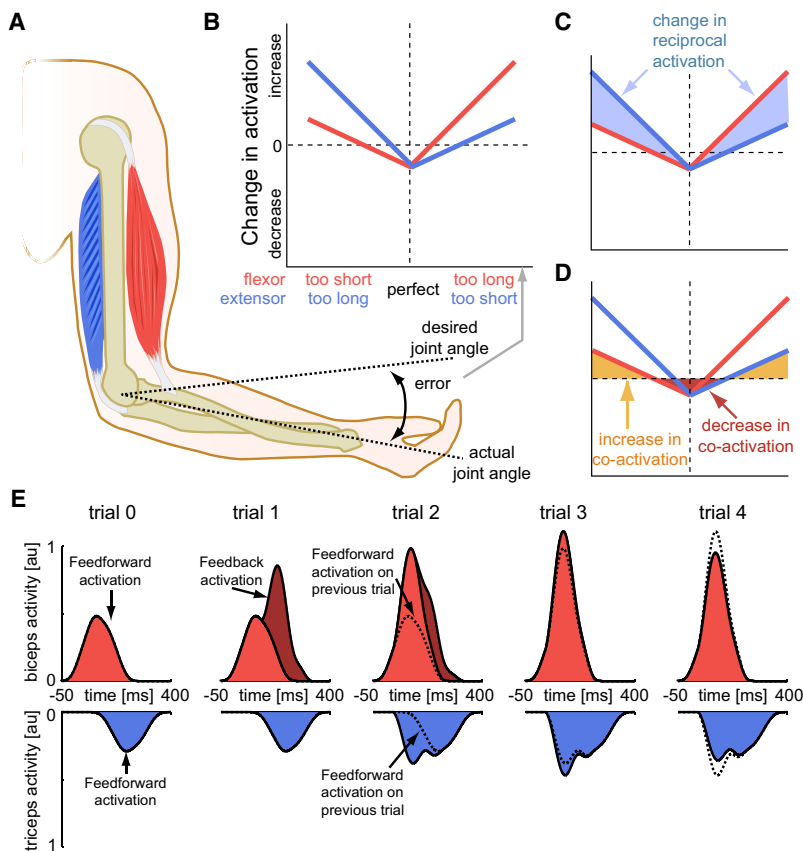 A
B
Change in activation
increase
0
decrease
flexor too short perfect too long
extensor too long too short
desired
joint angle
error
actual
joint angle
C
change in
reciprocal
activation
D
increase in
co-activation
decrease in
co-activation
E
trial 0 trial 1 trial 2 trial 3 trial 4
biceps activity [au]
1
0
Feedforward
activation
Feedback
activation
Feedforward
activation on
previous trial
-50 time [ms] 400 -50 time [ms] 400 -50 time [ms] 400 -50 time [ms] 400 -50 time [ms] 400
triceps activity [au]
0
1
Feedforward
activation
Feedforward
activation on
previous trial